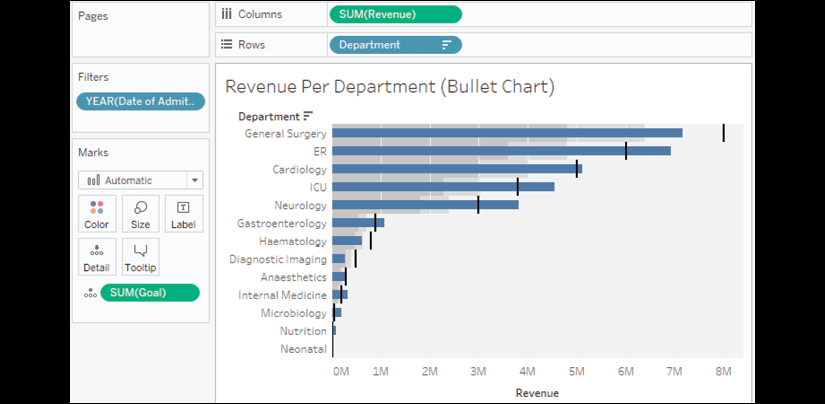 Pages
Columns
SUM(Revenue)
Rows
Department
Filters
YEAR(Date of Admit..
Marks
Automatic
Color
Size
Label
Detail
Tooltip
SUM(Goal)
Revenue Per Department (Bullet Chart)
Department
General Surgery
ER
Cardiology
ICU
Neurology
Gastroenterology
Haematology
Diagnostic Imaging
Anaesthetics
Internal Medicine
Microbiology
Nutrition
Neonatal
0M 1M 2M 3M 4M 5M 6M 7M 8M
Revenue